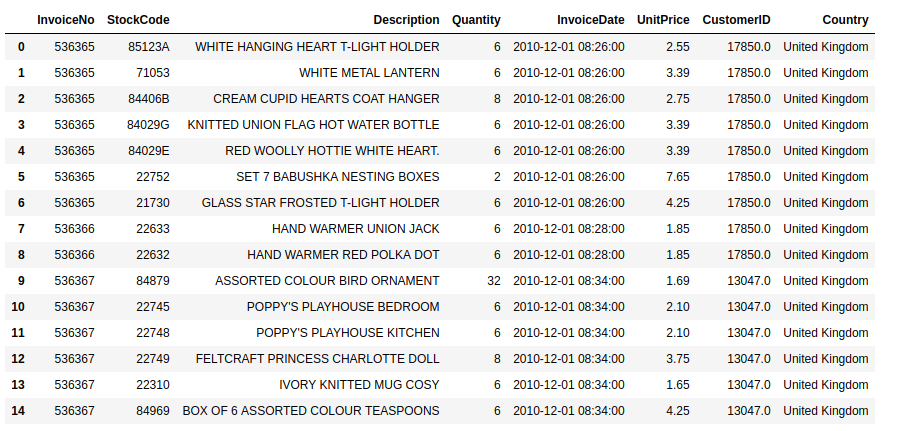 InvoiceNo StockCode Description Quantity InvoiceDate UnitPrice CustomerID Country
0 536365 85123A WHITE HANGING HEART T-LIGHT HOLDER 6 2010-12-01 08:26:00 2.55 17850.0 United Kingdom
1 536365 71053 WHITE METAL LANTERN 6 2010-12-01 08:26:00 3.39 17850.0 United Kingdom
2 536365 84406B CREAM CUPID HEARTS COAT HANGER 8 2010-12-01 08:26:00 2.75 17850.0 United Kingdom
3 536365 84029G KNITTED UNION FLAG HOT WATER BOTTLE 6 2010-12-01 08:26:00 3.39 17850.0 United Kingdom
4 536365 84029E RED WOOLLY HOTTIE WHITE HEART. 6 2010-12-01 08:26:00 3.39 17850.0 United Kingdom
5 536365 22752 SET 7 BABUSHKA NESTING BOXES 2 2010-12-01 08:26:00 7.65 17850.0 United Kingdom
6 536365 21730 GLASS STAR FROSTED T-LIGHT HOLDER 6 2010-12-01 08:26:00 4.25 17850.0 United Kingdom
7 536366 22633 HAND WARMER UNION JACK 6 2010-12-01 08:28:00 1.85 17850.0 United Kingdom
8 536366 22632 HAND WARMER RED POLKA DOT 6 2010-12-01 08:28:00 1.85 17850.0 United Kingdom
9 536367 84879 ASSORTED COLOUR BIRD ORNAMENT 32 2010-12-01 08:34:00 1.69 13047.0 United Kingdom
10 536367 22745 POPPY'S PLAYHOUSE BEDROOM 6 2010-12-01 08:34:00 2.10 13047.0 United Kingdom
11 536367 22748 POPPY'S PLAYHOUSE KITCHEN 6 2010-12-01 08:34:00 2.10 13047.0 United Kingdom
12 536367 22749 FELTCRAFT PRINCESS CHARLOTTE DOLL 8 2010-12-01 08:34:00 3.75 13047.0 United Kingdom
13 536367 22310 IVORY KNITTED MUG COSY 6 2010-12-01 08:34:00 1.65 13047.0 United Kingdom
14 536367 84969 BOX OF 6 ASSORTED COLOUR TEASPOONS 6 2010-12-01 08:34:00 4.25 13047.0 United Kingdom